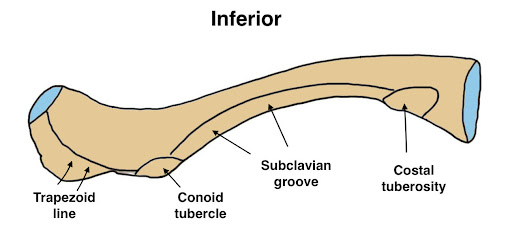 Inferior
Trapezoid
line
Conoid
tubercle
Subclavian
groove
Costal
tuberosity